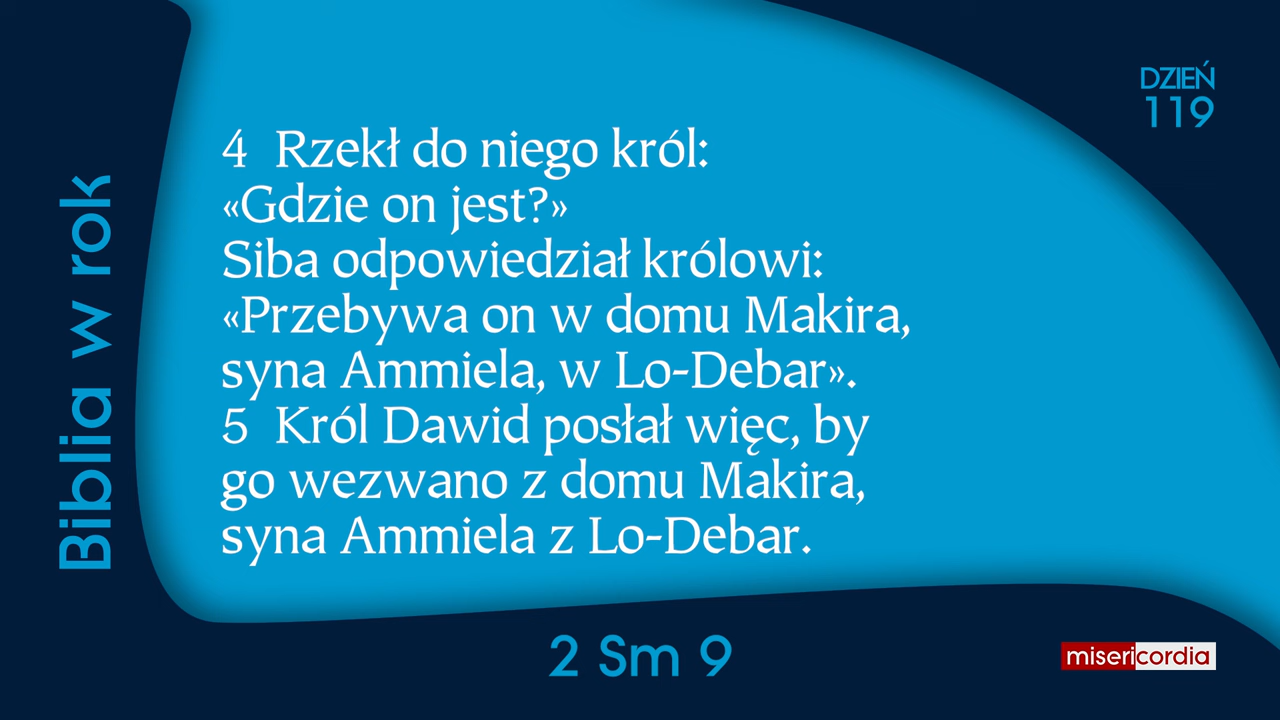 DZIEŃ
119
Biblia w rok
4 Rzekł do niego król:
«Gdzie on jest?»
Siba odpowiedział królowi:
«Przebywa on w domu Makira,
syna Ammiela, w Lo-Debar».
5 Król Dawid posłał więc, by
go wezwano z domu Makira,
syna Ammiela z Lo-Debar.
2 Sm 9
misericordia